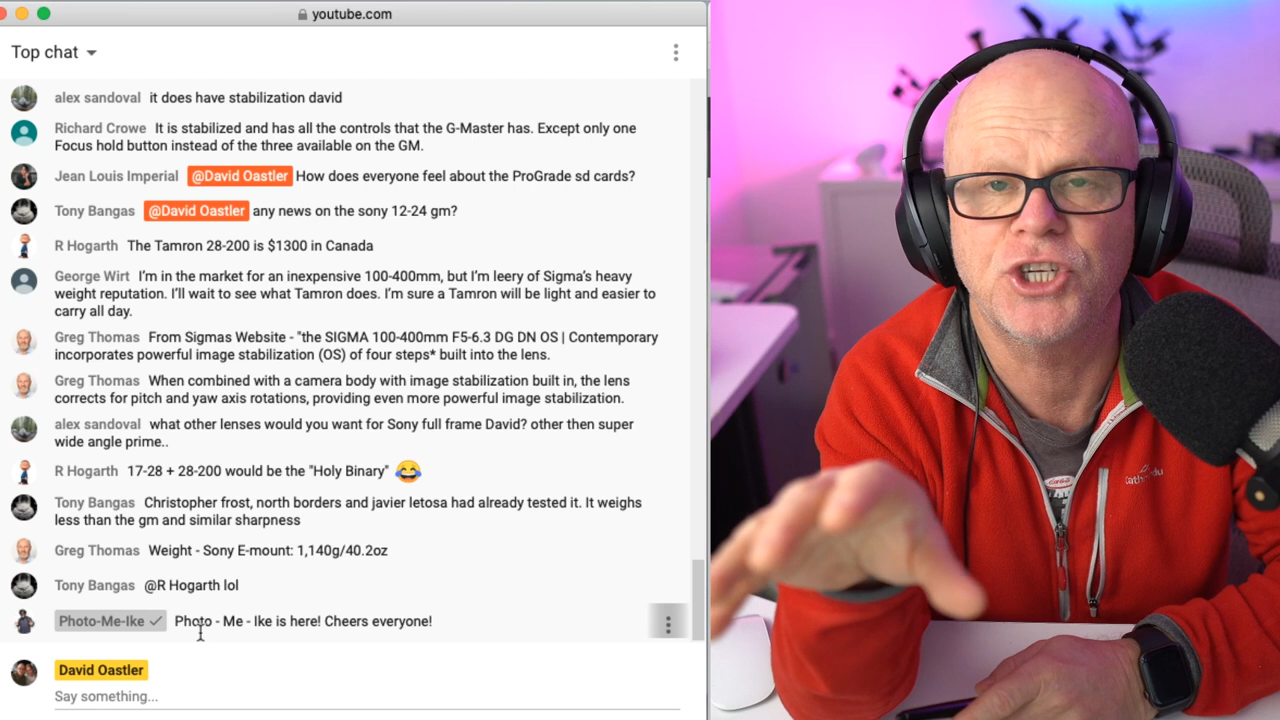 youtube.com
Top chat
alex sandoval it does have stabilization david
Richard Crowe It is stabilized and has all the controls that the G-Master has. Except only one
Focus hold button instead of the three available on the GM.
Jean Louis Imperial @David Oastler How does everyone feel about the ProGrade sd cards?
Tony Bangas @David Oastler any news on the sony 12-24 gm?
R Hogarth The Tamron 28-200 is $1300 in Canada
George Wirt I'm in the market for an inexpensive 100-400mm, but I'm leery of Sigma's heavy
weight reputation. I'll wait to see what Tamron does. I'm sure a Tamron will be light and easier to
carry all day.
Greg Thomas From Sigmas Website - "the SIGMA 100-400mm F5-6.3 DG DN OS | Contemporary
incorporates powerful image stabilization (OS) of four steps* built into the lens.
Greg Thomas When combined with a camera body with image stabilization built in, the lens
corrects for pitch and yaw axis rotations, providing even more powerful image stabilization.
alex sandoval what other lenses would you want for Sony full frame David? other then super
wide angle prime..
R Hogarth 17-28 + 28-200 would be the "Holy Binary" 😂
Tony Bangas Christopher frost, north borders and javier letosa had already tested it. It weighs
less than the gm and similar sharpness
Greg Thomas Weight - Sony E-mount: 1,140g/40.2oz
Tony Bangas @R Hogarth lol
Photo-Me-Ike ✓ Photo - Me - Ike is here! Cheers everyone!
David Oastler
Say something...